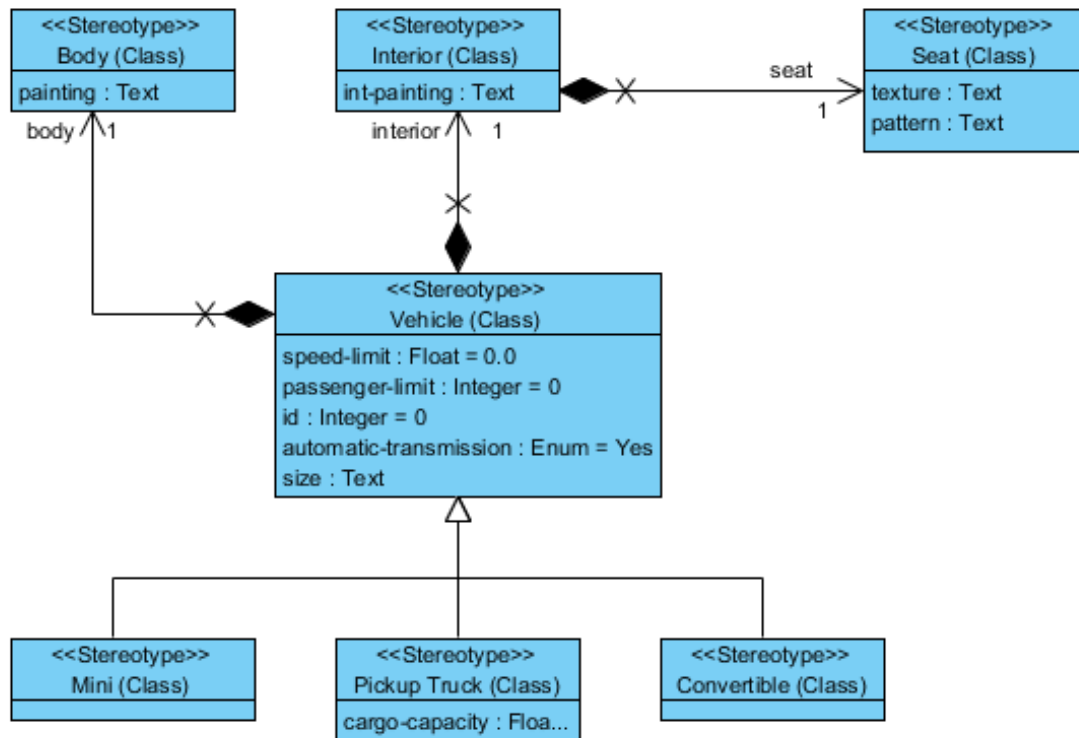 <<Stereotype>>
Body (Class)
painting : Text
<<Stereotype>>
Interior (Class)
int-painting : Text
<<Stereotype>>
Seat (Class)
texture : Text
pattern : Text
seat
1
body
1
interior
1
<<Stereotype>>
Vehicle (Class)
speed-limit : Float = 0.0
passenger-limit : Integer = 0
id : Integer = 0
automatic-transmission : Enum = Yes
size : Text
<<Stereotype>>
Mini (Class)
<<Stereotype>>
Pickup Truck (Class)
cargo-capacity : Floa...
<<Stereotype>>
Convertible (Class)